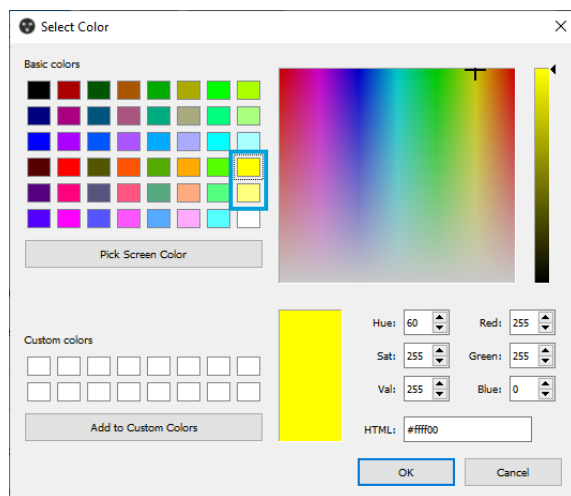 Select Color
Basic colors
Pick Screen Color
Custom colors
Add to Custom Colors
Hue: 60 Red: 255
Sat: 255 Green: 255
Val: 255 Blue: 0
HTML: #ffff00
OK Cancel